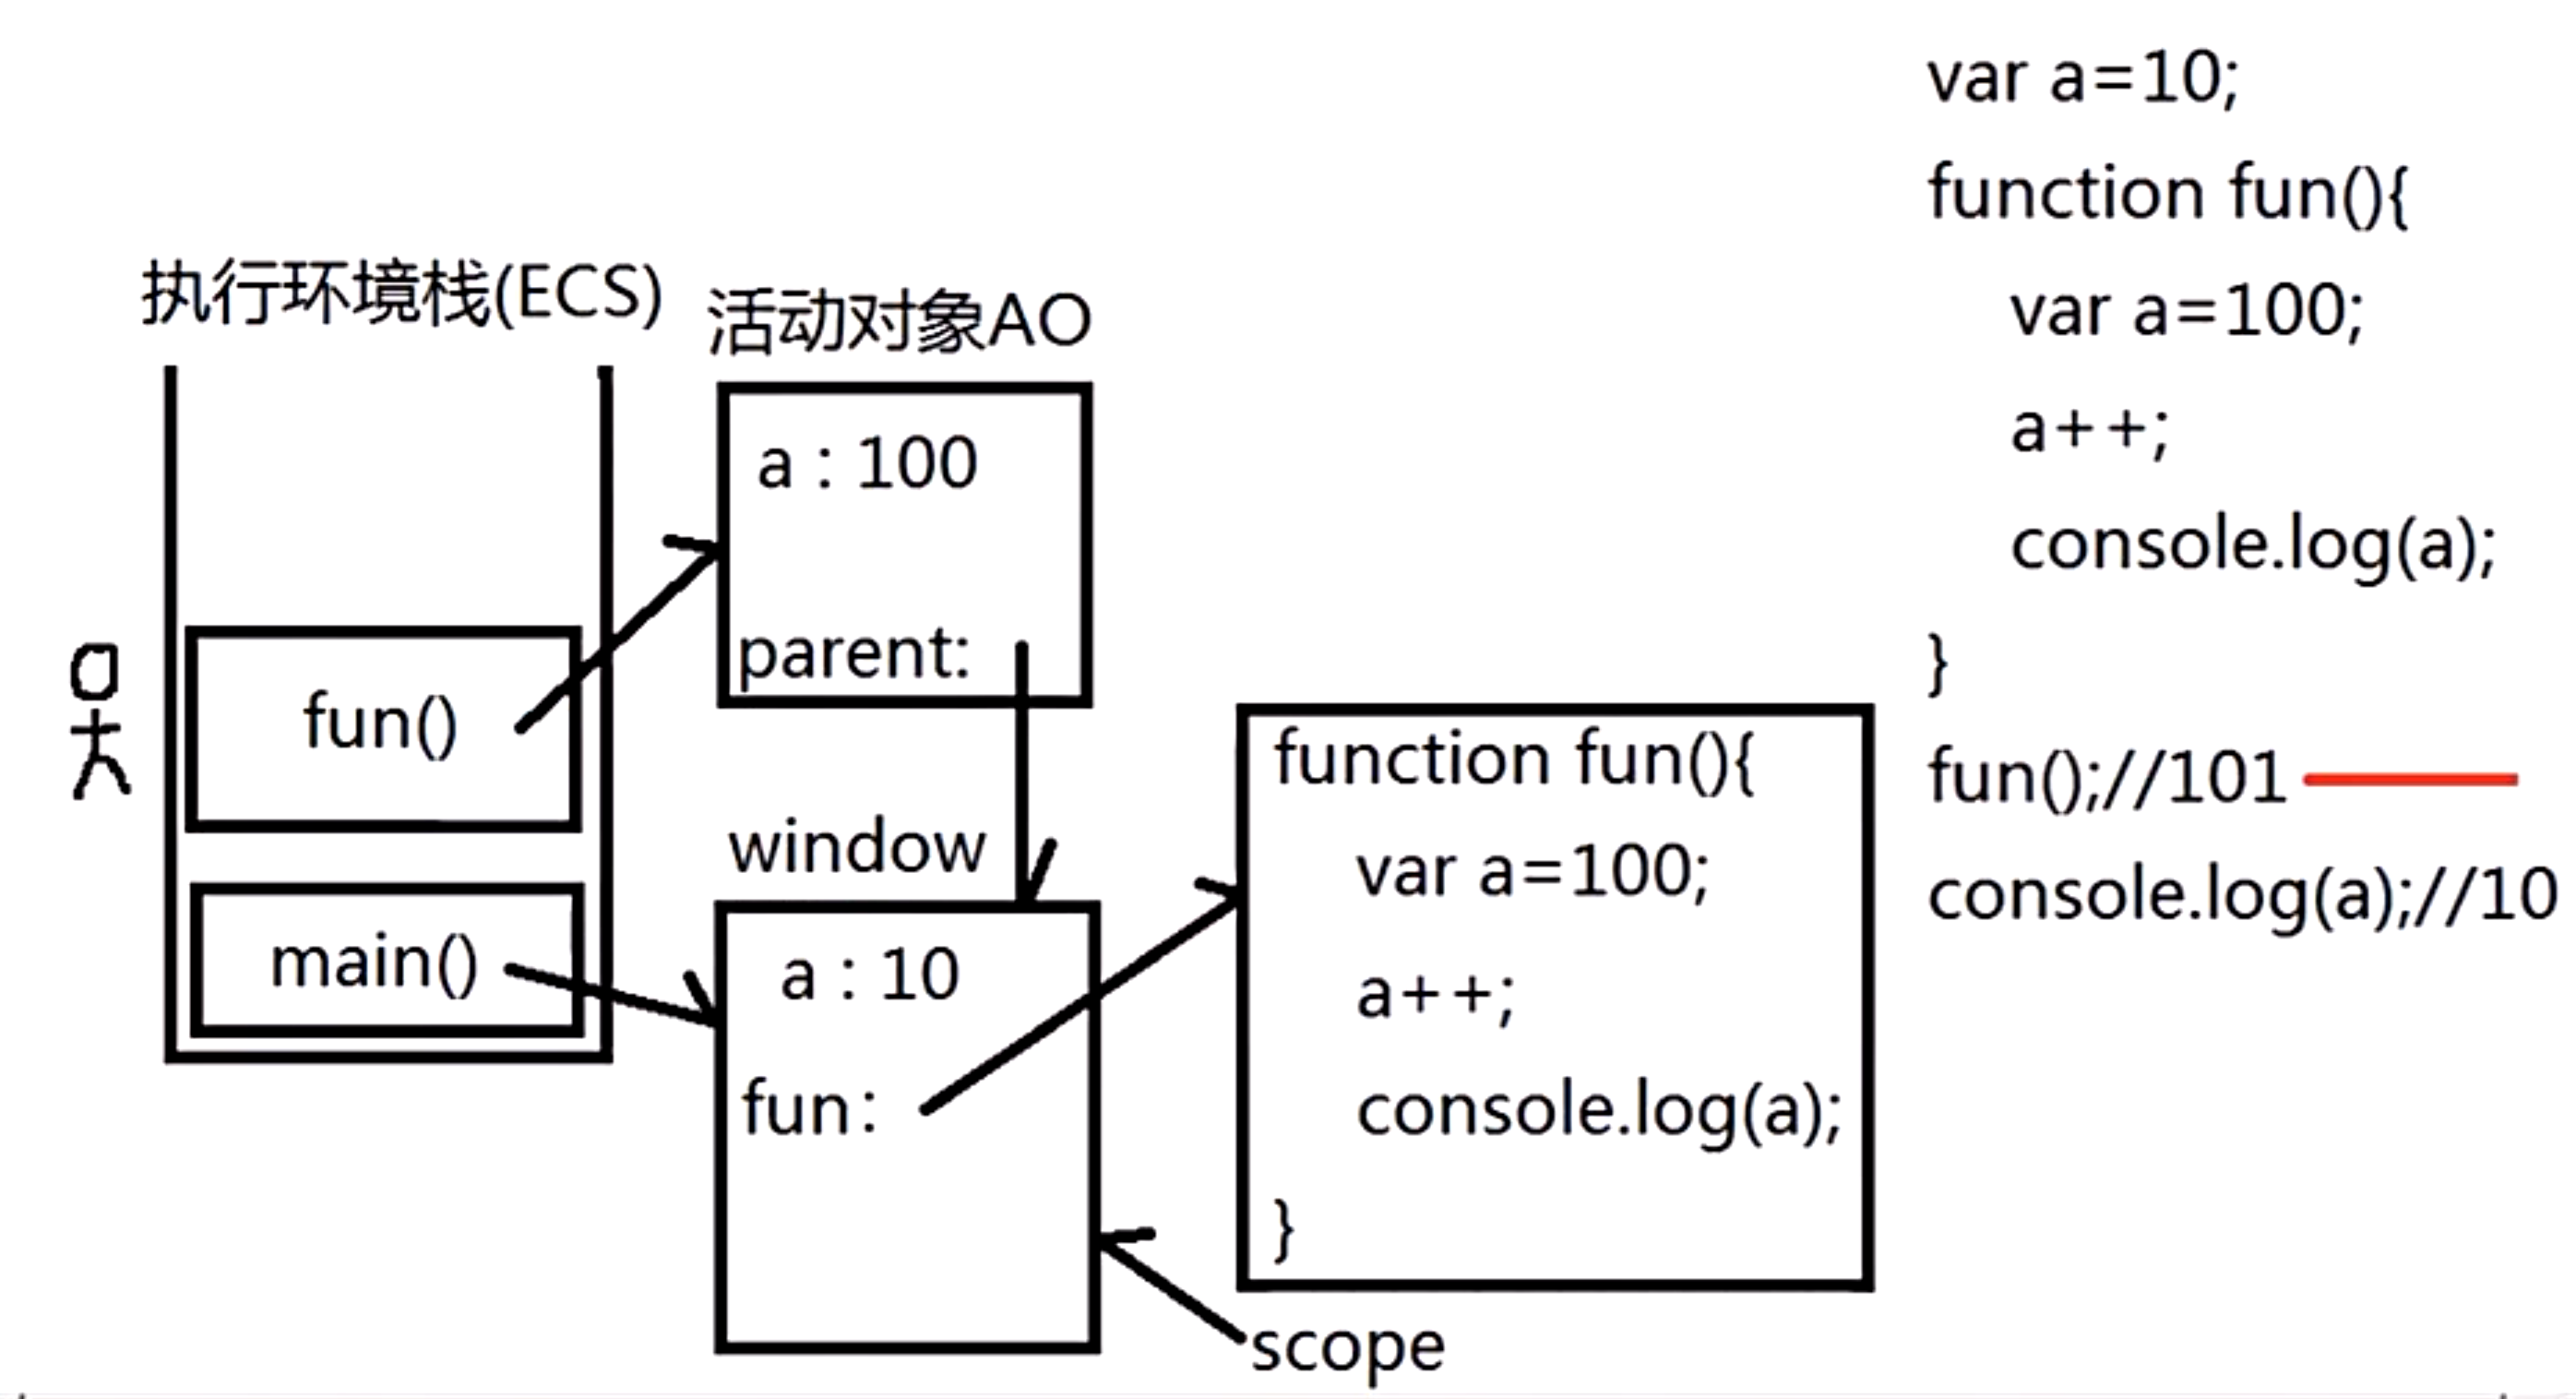 执行环境栈(ECS)
fun()
main()
活动对象AO
a : 100
parent:
window
a : 10
fun:
function fun(){
var a=100;
a++;
console.log(a);
}
scope
var a=10;
function fun(){
var a=100;
a++;
console.log(a);
}
fun();//101
console.log(a);//10